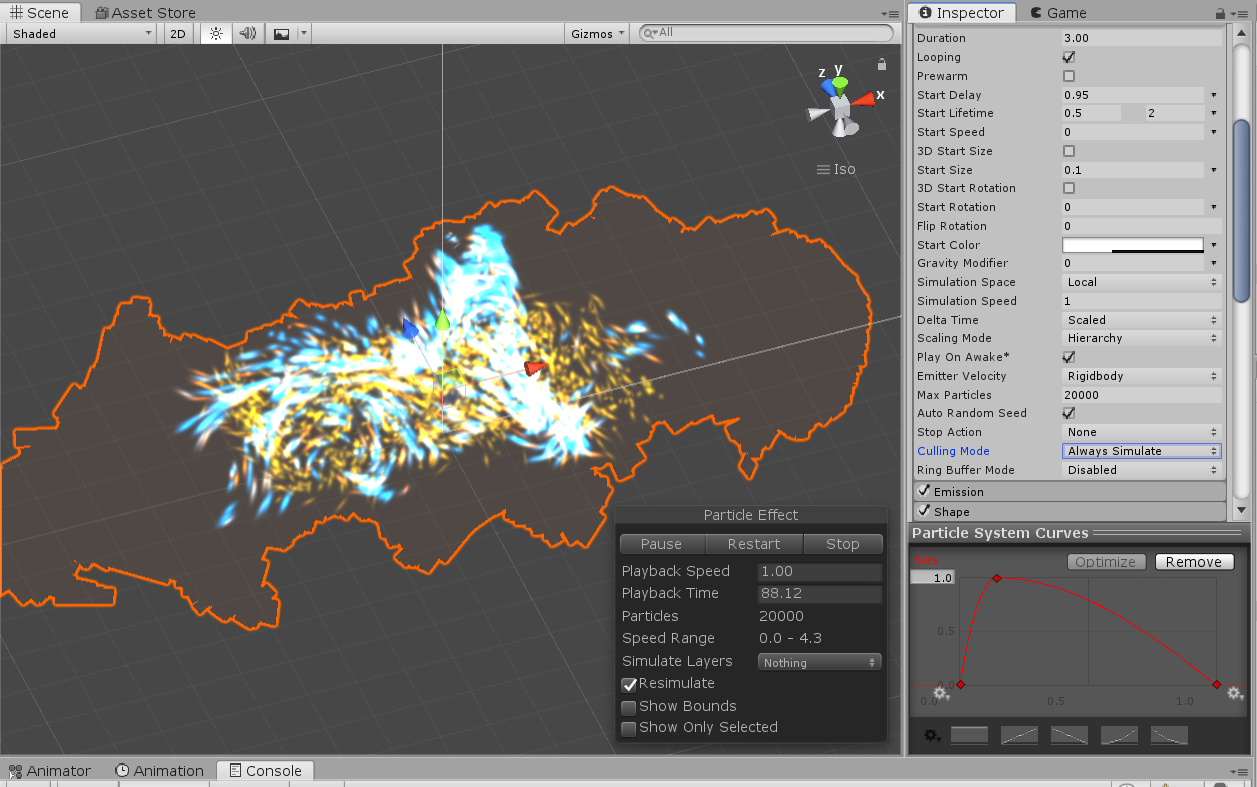 Scene Asset Store
Shaded 2D Gizmos All
y
z
x
Iso
Particle Effect
Pause Restart Stop
Playback Speed 1.00
Playback Time 88.12
Particles 20000
Speed Range 0.0 - 4.3
Simulate Layers Nothing
Resimulate
Show Bounds
Show Only Selected
Inspector Game
Duration 3.00
Looping
Prewarm
Start Delay 0.95
Start Lifetime 0.5 2
Start Speed 0
3D Start Size
Start Size 0.1
3D Start Rotation
Start Rotation 0
Flip Rotation 0
Start Color
Gravity Modifier 0
Simulation Space Local
Simulation Speed 1
Delta Time Scaled
Scaling Mode Hierarchy
Play On Awake*
Emitter Velocity Rigidbody
Max Particles 20000
Auto Random Seed
Stop Action None
Culling Mode Always Simulate
Ring Buffer Mode Disabled
Emission
Shape
Particle System Curves
Size Optimize Remove
1.0
0.5
0.0
0.0 0.5 1.0
Animator Animation Console